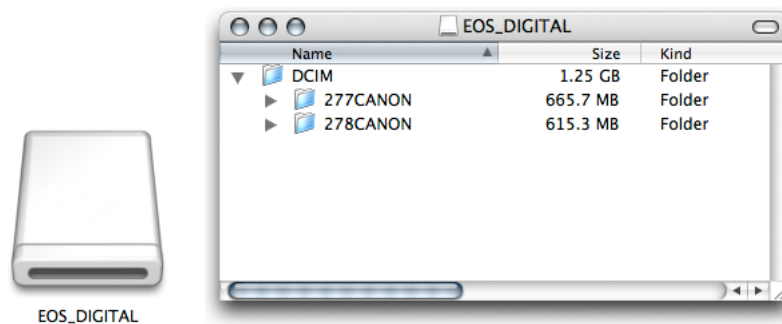 EOS_DIGITAL
Name Size Kind
DCIM 1.25 GB Folder
277CANON 665.7 MB Folder
278CANON 615.3 MB Folder
EOS_DIGITAL